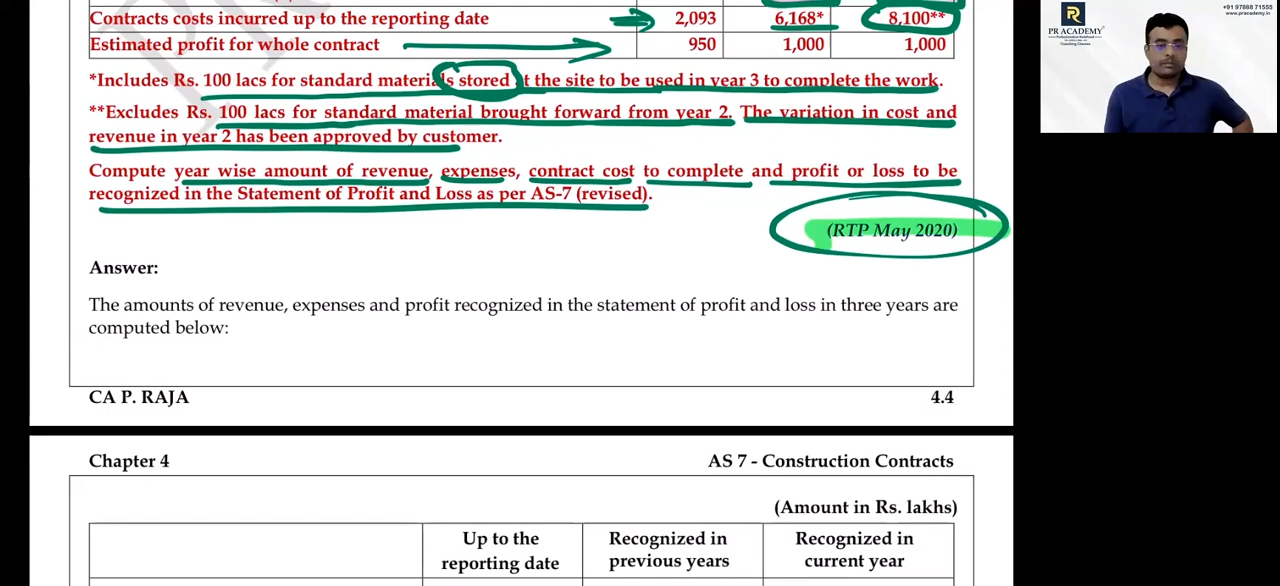 Contracts costs incurred up to the reporting date 2,093 6,168* 8,100**
Estimated profit for whole contract 950 1,000 1,000
*Includes Rs. 100 lacs for standard materials stored at the site to be used in year 3 to complete the work.
**Excludes Rs. 100 lacs for standard material brought forward from year 2. The variation in cost and
revenue in year 2 has been approved by customer.
Compute year wise amount of revenue, expenses, contract cost to complete and profit or loss to be
recognized in the Statement of Profit and Loss as per AS-7 (revised).
(RTP May 2020)
Answer:
The amounts of revenue, expenses and profit recognized in the statement of profit and loss in three years are
computed below:
CA P. RAJA 4.4
Chapter 4 AS 7 - Construction Contracts
(Amount in Rs. lakhs)
Up to the Recognized in Recognized in
reporting date previous years current year
+91 97888 71555
www.pracademy.in
PR ACADEMY